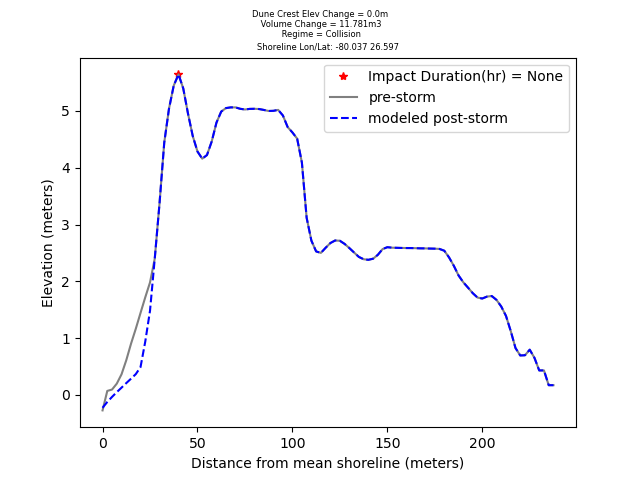 Dune Crest Elev Change = 0.0m
Volume Change = 11.781m3
Regime = Collision
Shoreline Lon/Lat: -80.037 26.597
Impact Duration(hr) = None
pre-storm
modeled post-storm
Elevation (meters)
5
4
3
2
1
0
0 50 100 150 200
Distance from mean shoreline (meters)